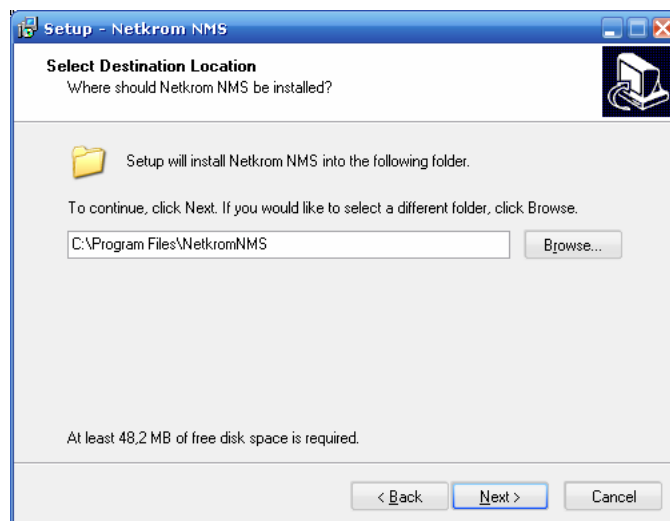 Setup - Netkrom NMS
Select Destination Location
Where should Netkrom NMS be installed?
Setup will install Netkrom NMS into the following folder.
To continue, click Next. If you would like to select a different folder, click Browse.
C:\Program Files\NetkromNMS
Browse...
At least 48,2 MB of free disk space is required.
< Back
Next >
Cancel